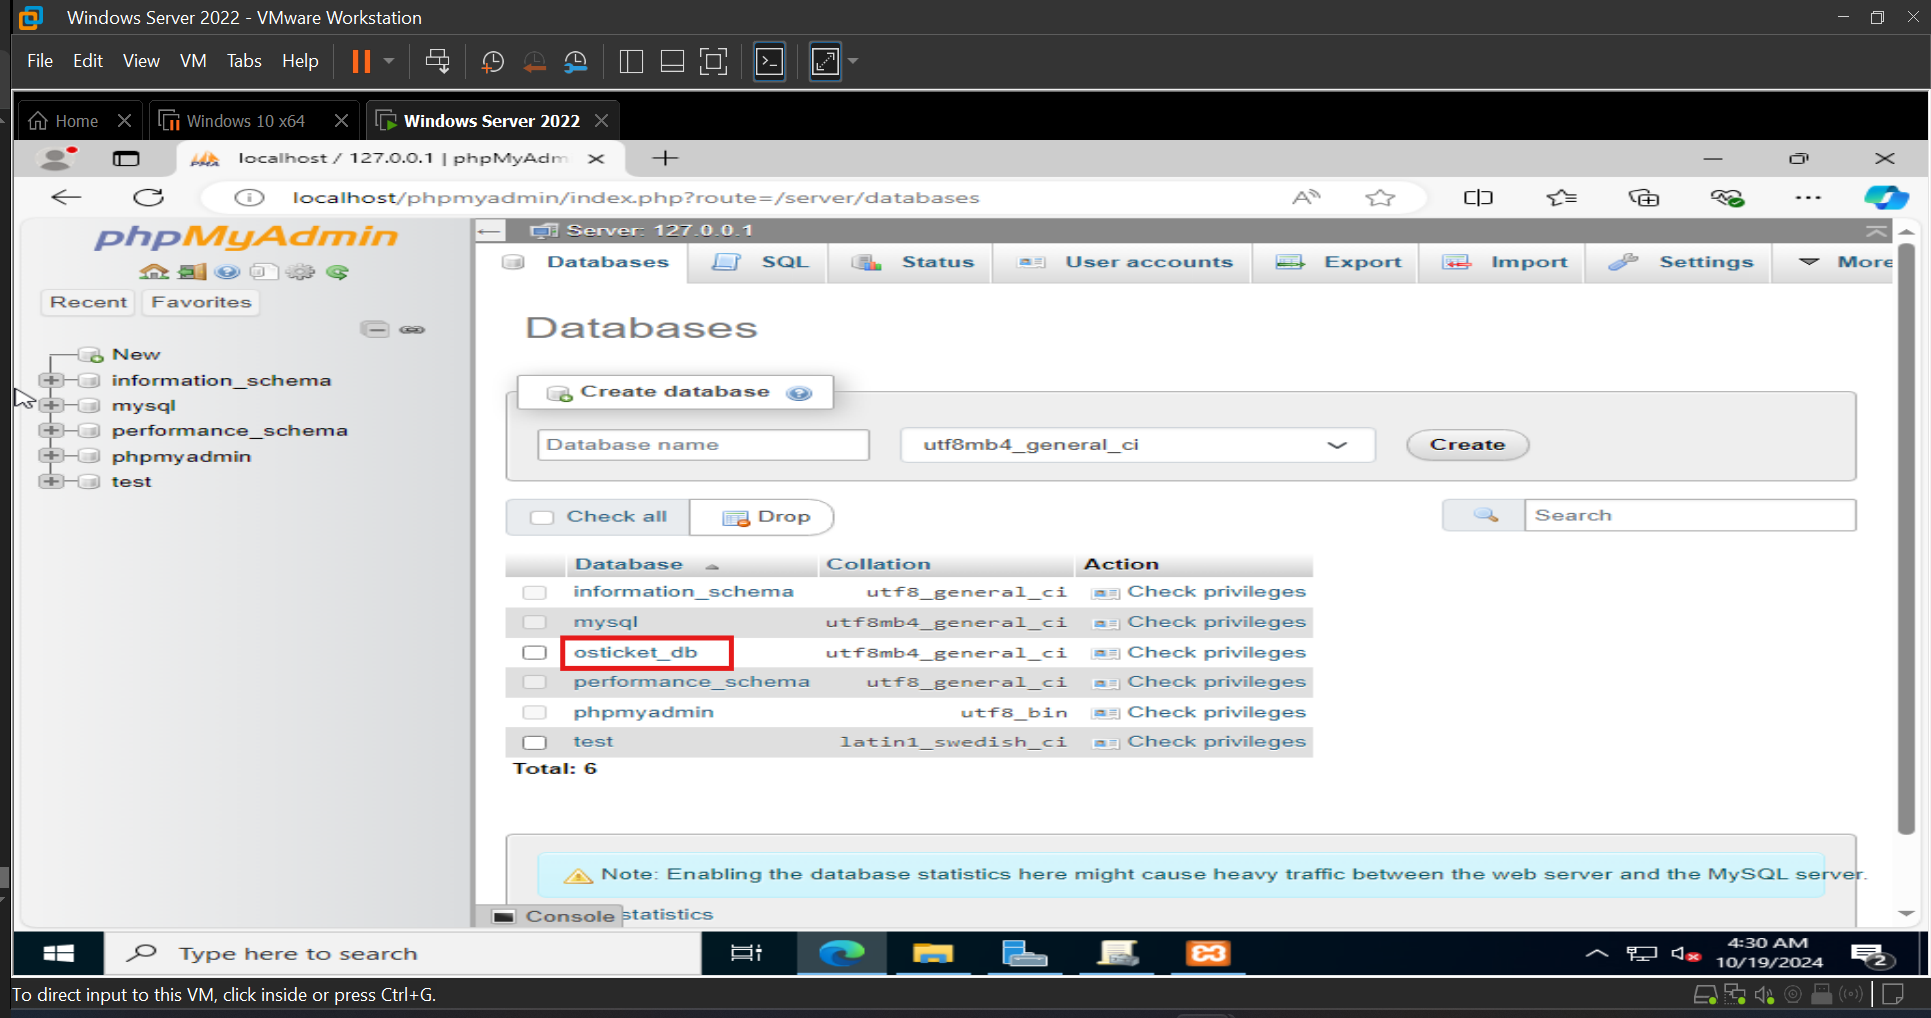 Windows Server 2022 - VMware Workstation
File Edit View VM Tabs Help
Home Windows 10 x64 Windows Server 2022
PMA localhost / 127.0.0.1 | phpMyAdm
localhost/phpmyadmin/index.php?route=/server/databases
phpMyAdmin
Recent Favorites
New
information_schema
mysql
performance_schema
phpmyadmin
test
Server: 127.0.0.1
Databases SQL Status User accounts Export Import Settings More
Databases
Create database
Database name utf8mb4_general_ci Create
Check all Drop Search
Database Collation Action
information_schema utf8_general_ci Check privileges
mysql utf8mb4_general_ci Check privileges
osticket_db utf8mb4_general_ci Check privileges
performance_schema utf8_general_ci Check privileges
phpmyadmin utf8_bin Check privileges
test latin1_swedish_ci Check privileges
Total: 6
Note: Enabling the database statistics here might cause heavy traffic between the web server and the MySQL server.
Console statistics
Type here to search
4:30 AM
10/19/2024
2
To direct input to this VM, click inside or press Ctrl+G.